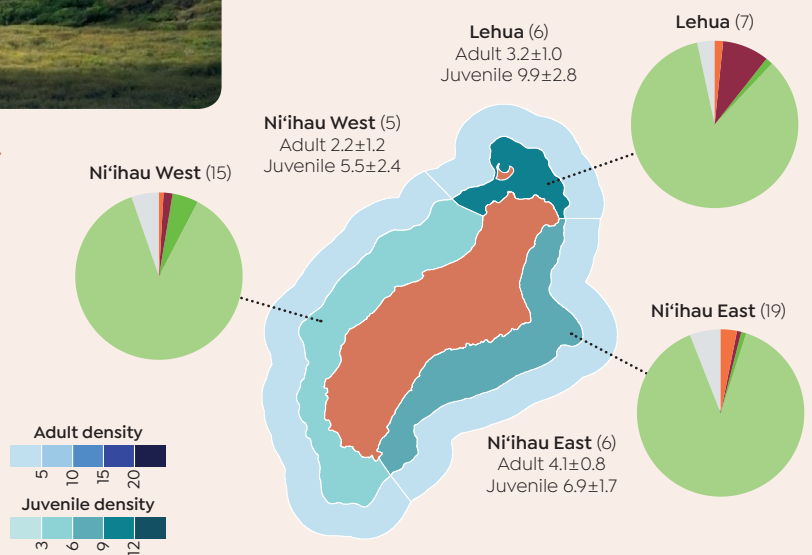 Lehua (7)
Lehua (6)
Adult 3.2±1.0
Juvenile 9.9±2.8
Ni‘ihau West (5)
Adult 2.2±1.2
Juvenile 5.5±2.4
Ni‘ihau West (15)
Ni‘ihau East (19)
Ni‘ihau East (6)
Adult 4.1±0.8
Juvenile 6.9±1.7
Adult density
5 10 15 20
Juvenile density
3 6 9 12